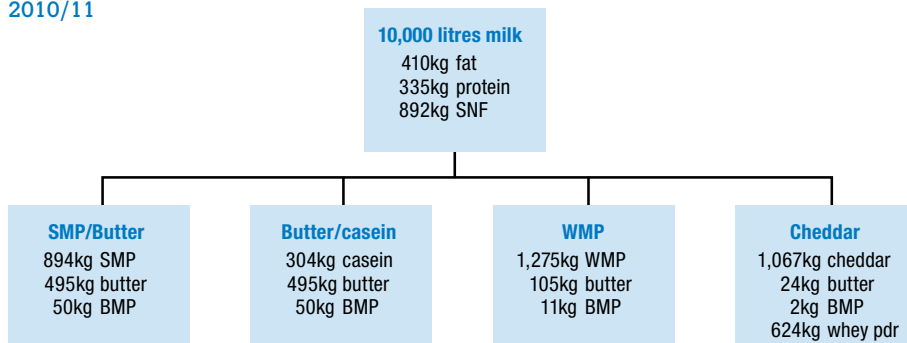 2010/11
10,000 litres milk
410kg fat
335kg protein
892kg SNF
SMP/Butter
894kg SMP
495kg butter
50kg BMP
Butter/casein
304kg casein
495kg butter
50kg BMP
WMP
1,275kg WMP
105kg butter
11kg BMP
Cheddar
1,067kg cheddar
24kg butter
2kg BMP
624kg whey pdr